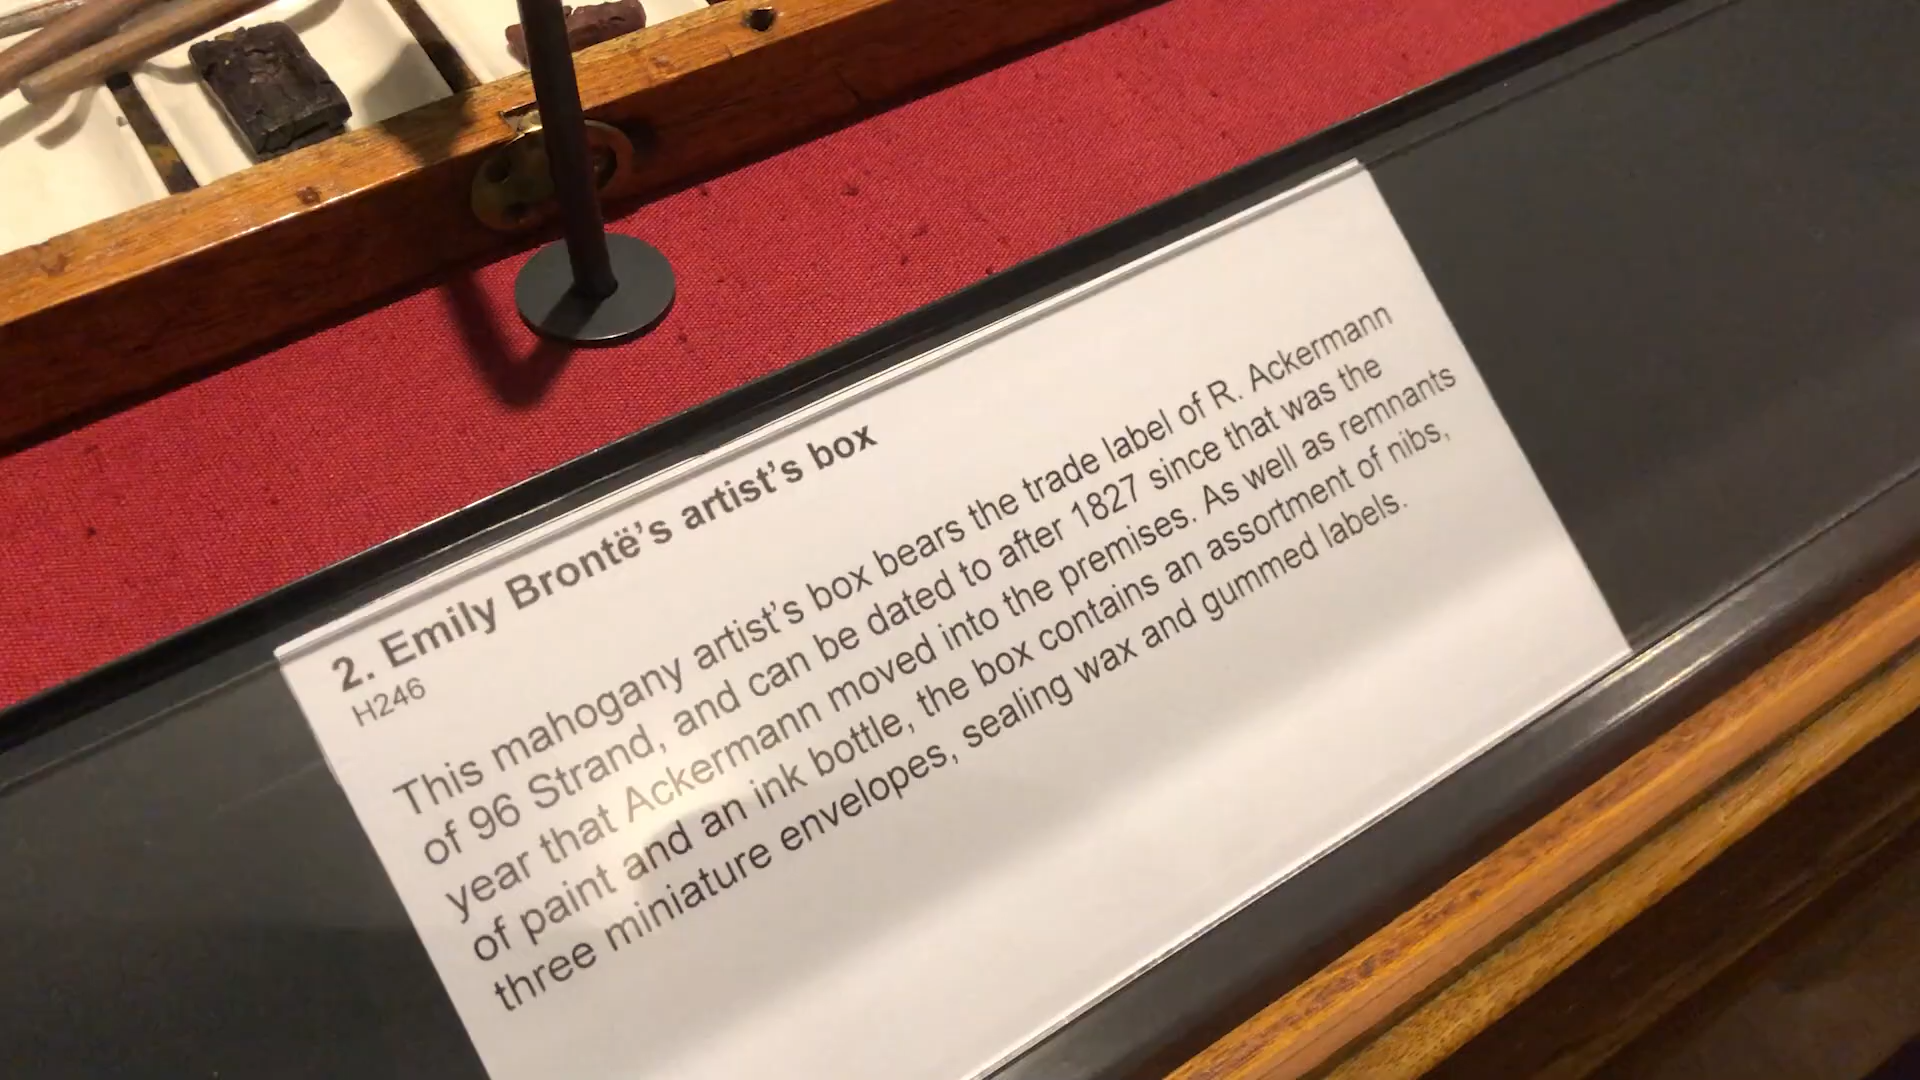 2. Emily Brontë's artist's box
H246
This mahogany artist's box bears the trade label of R. Ackermann
of 96 Strand, and can be dated to after 1827 since that was the
year that Ackermann moved into the premises. As well as remnants
of paint and an ink bottle, the box contains an assortment of nibs,
three miniature envelopes, sealing wax and gummed labels.